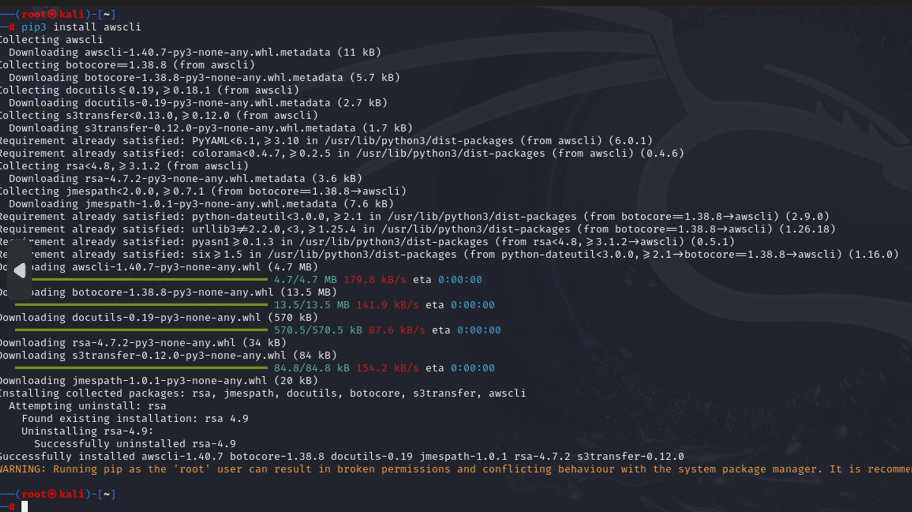 ──(root㉿kali)-[~]
─# pip3 install awscli
Collecting awscli
  Downloading awscli-1.40.7-py3-none-any.whl.metadata (11 kB)
Collecting botocore==1.38.8 (from awscli)
  Downloading botocore-1.38.8-py3-none-any.whl.metadata (5.7 kB)
Collecting docutils<=0.19,>=0.18.1 (from awscli)
  Downloading docutils-0.19-py3-none-any.whl.metadata (2.7 kB)
Collecting s3transfer<0.13.0,>=0.12.0 (from awscli)
  Downloading s3transfer-0.12.0-py3-none-any.whl.metadata (1.7 kB)
Requirement already satisfied: PyYAML<6.1,>=3.10 in /usr/lib/python3/dist-packages (from awscli) (6.0.1)
Requirement already satisfied: colorama<0.4.7,>=0.2.5 in /usr/lib/python3/dist-packages (from awscli) (0.4.6)
Collecting rsa<4.8,>=3.1.2 (from awscli)
  Downloading rsa-4.7.2-py3-none-any.whl.metadata (3.6 kB)
Collecting jmespath<2.0.0,>=0.7.1 (from botocore==1.38.8->awscli)
  Downloading jmespath-1.0.1-py3-none-any.whl.metadata (7.6 kB)
Requirement already satisfied: python-dateutil<3.0.0,>=2.1 in /usr/lib/python3/dist-packages (from botocore==1.38.8->awscli) (2.9.0)
Requirement already satisfied: urllib3!=2.2.0,<3,>=1.25.4 in /usr/lib/python3/dist-packages (from botocore==1.38.8->awscli) (1.26.18)
Requirement already satisfied: pyasn1>=0.1.3 in /usr/lib/python3/dist-packages (from rsa<4.8,>=3.1.2->awscli) (0.5.1)
Requirement already satisfied: six>=1.5 in /usr/lib/python3/dist-packages (from python-dateutil<3.0.0,>=2.1->botocore==1.38.8->awscli) (1.16.0)
Downloading awscli-1.40.7-py3-none-any.whl (4.7 MB)
4.7/4.7 MB 179.8 kB/s eta 0:00:00
Downloading botocore-1.38.8-py3-none-any.whl (13.5 MB)
13.5/13.5 MB 141.9 kB/s eta 0:00:00
Downloading docutils-0.19-py3-none-any.whl (570 kB)
570.5/570.5 kB 87.6 kB/s eta 0:00:00
Downloading rsa-4.7.2-py3-none-any.whl (34 kB)
Downloading s3transfer-0.12.0-py3-none-any.whl (84 kB)
84.8/84.8 kB 154.2 kB/s eta 0:00:00
Downloading jmespath-1.0.1-py3-none-any.whl (20 kB)
Installing collected packages: rsa, jmespath, docutils, botocore, s3transfer, awscli
  Attempting uninstall: rsa
    Found existing installation: rsa 4.9
    Uninstalling rsa-4.9:
      Successfully uninstalled rsa-4.9
Successfully installed awscli-1.40.7 botocore-1.38.8 docutils-0.19 jmespath-1.0.1 rsa-4.7.2 s3transfer-0.12.0
WARNING: Running pip as the 'root' user can result in broken permissions and conflicting behaviour with the system package manager. It is recomme
──(root㉿kali)-[~]
─#